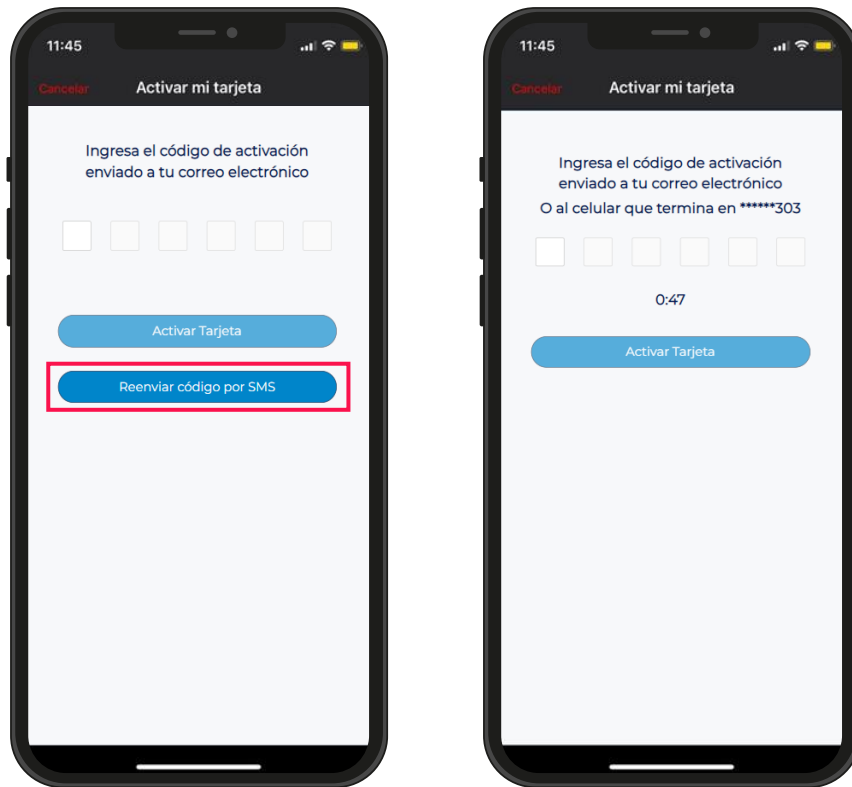 11:45
Cancelar Activar mi tarjeta
Ingresa el código de activación
enviado a tu correo electrónico
Activar Tarjeta
Reenviar código por SMS
11:45
Cancelar Activar mi tarjeta
Ingresa el código de activación
enviado a tu correo electrónico
O al celular que termina en ******303
0:47
Activar Tarjeta